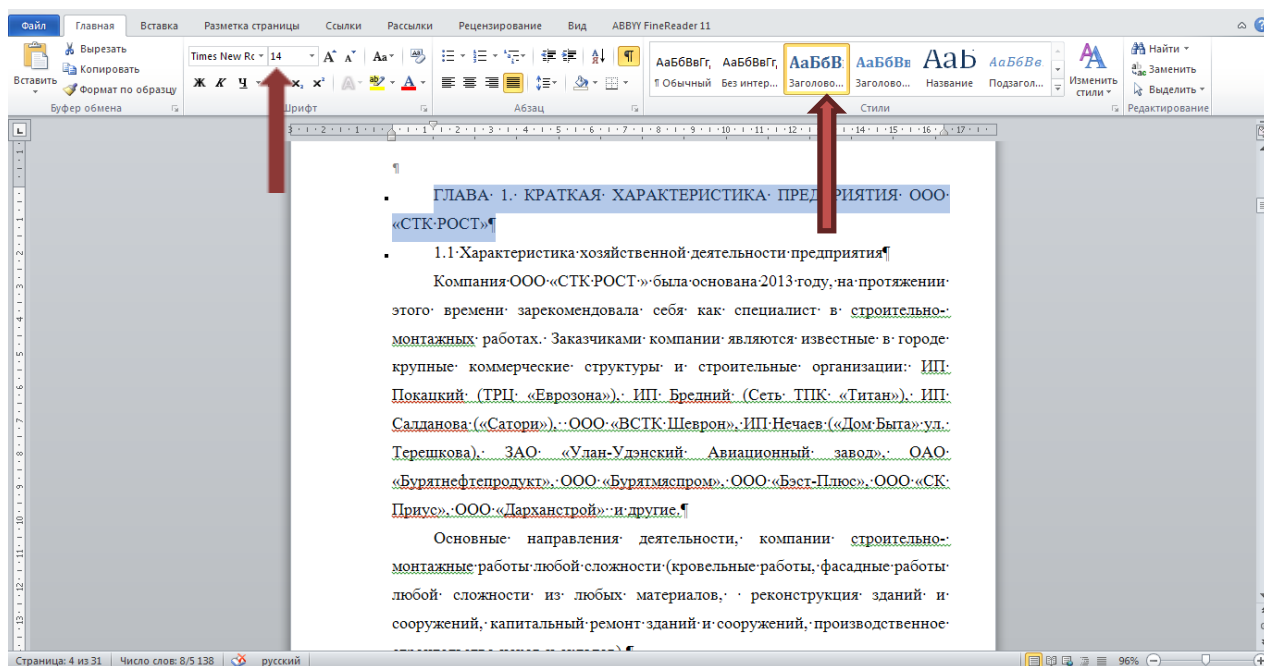 Файл Главная Вставка Разметка страницы Ссылки Рассылки Рецензирование Вид ABBYY FineReader 11
Вставить
Вырезать
Копировать
Формат по образцу
Буфер обмена
Times New Rc 14
Ж К Ч
Абзац
АаБбВвГг, АаБбВвГг, АаБбВ АаБбВв АаЬ АаБбВв
¶ Обычный Без интер... Заголово... Заголово... Название Подзагол...
Изменить стили
Стили
Найти
Заменить
Выделить
Редактирование
¶
ГЛАВА· 1.· КРАТКАЯ· ХАРАКТЕРИСТИКА· ООО·
«СТК·РОСТ»¶
1.1·Характеристика·хозяйственной·деятельности·предприятия¶
Компания·ООО·«СТК·РОСТ·»·была·основана·2013·году,·на·протяжении·
этого· времени· зарекомендовала· себя· как· специалист· в· строительно-·
монтажных· работах.· Заказчиками· компании· являются· известные· в· городе·
крупные· коммерческие· структуры· и· строительные· организации:· ИП·
Покацкий· (ТРЦ· «Еврозона»),· ИП· Бредний· (Сеть· ТПК· «Титан»),· ИП·
Салданова·(«Сатори»),··ООО·«ВСТК·Шеврон»,·ИП·Нечаев·(«Дом·Быта»·ул.·
Терешкова),· ЗАО· «Улан-Удэнский· Авиационный· завод»,· ОАО·
«Бурятнефтепродукт»,·ООО·«Бурятмяспром»,·ООО·«Бэст-Плюс»,·ООО·«СК·
Приус»,·ООО·«Дарханстрой»··и·другие.¶
Основные· направления· деятельности,· компании· строительно-·
монтажные·работы·любой·сложности·(кровельные·работы,·фасадные·работы·
любой· сложности· из· любых· материалов,· · реконструкция· зданий· и·
сооружений,·капитальный·ремонт·зданий·и·сооружений,·производственное·
Страница: 4 из 31 Число слов: 8/5 138 русский 96%